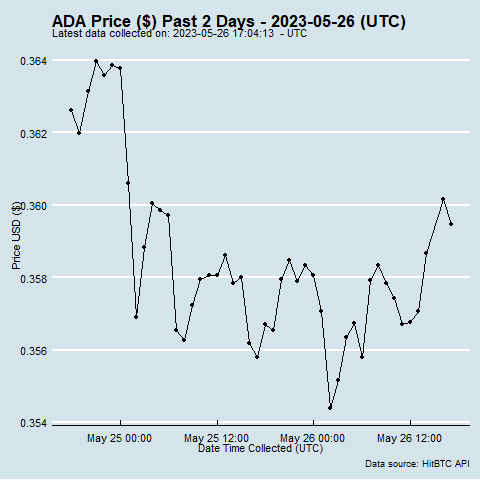 ADA Price ($) Past 2 Days - 2023-05-26 (UTC)
Latest data collected on: 2023-05-26 17:04:13 - UTC
0.364
0.362
0.360
0.358
0.356
0.354
Price USD ($)
May 25 00:00 May 25 12:00 May 26 00:00 May 26 12:00
Date Time Collected (UTC)
Data source: HitBTC API